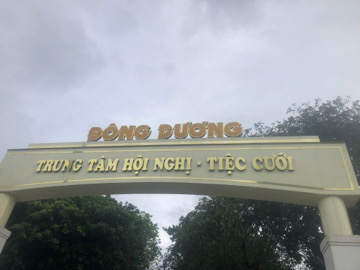 ĐÔNG DƯƠNG
TRUNG TÂM HỘI NGHỊ - TIỆC CƯỚI